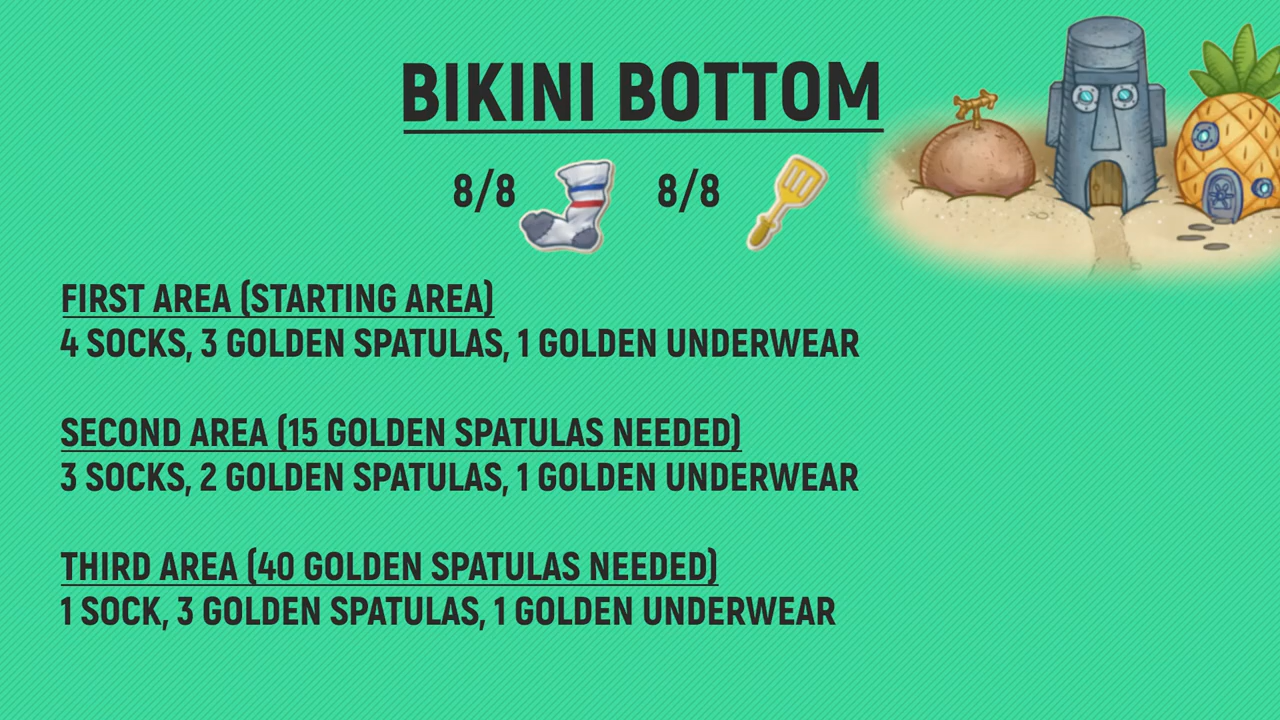 BIKINI BOTTOM
8/8 8/8
FIRST AREA (STARTING AREA)
4 SOCKS, 3 GOLDEN SPATULAS, 1 GOLDEN UNDERWEAR
SECOND AREA (15 GOLDEN SPATULAS NEEDED)
3 SOCKS, 2 GOLDEN SPATULAS, 1 GOLDEN UNDERWEAR
THIRD AREA (40 GOLDEN SPATULAS NEEDED)
1 SOCK, 3 GOLDEN SPATULAS, 1 GOLDEN UNDERWEAR